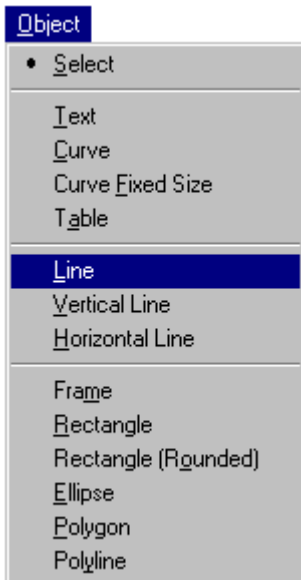 Object
Select
Text
Curve
Curve Fixed Size
Table
Line
Vertical Line
Horizontal Line
Frame
Rectangle
Rectangle (Rounded)
Ellipse
Polygon
Polyline